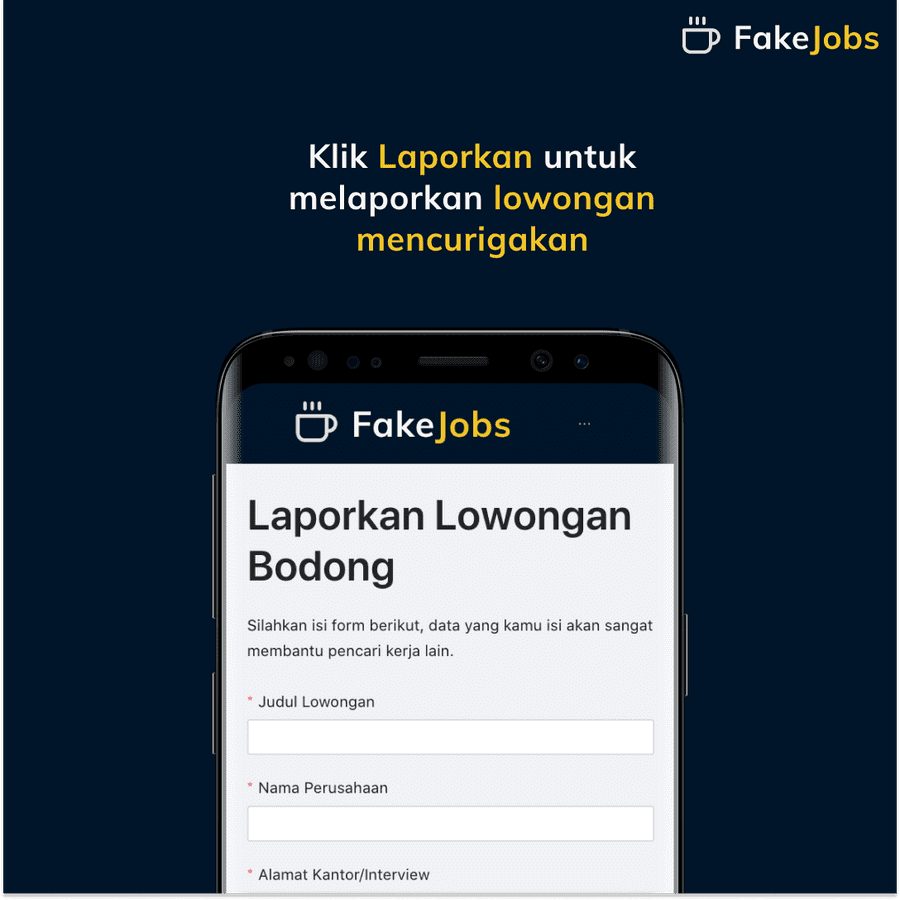 FakeJobs
Klik Laporkan untuk
melaporkan lowongan
mencurigakan
FakeJobs ...
Laporkan Lowongan
Bodong
Silahkan isi form berikut, data yang kamu isi akan sangat
membantu pencari kerja lain.
* Judul Lowongan
* Nama Perusahaan
* Alamat Kantor/Interview